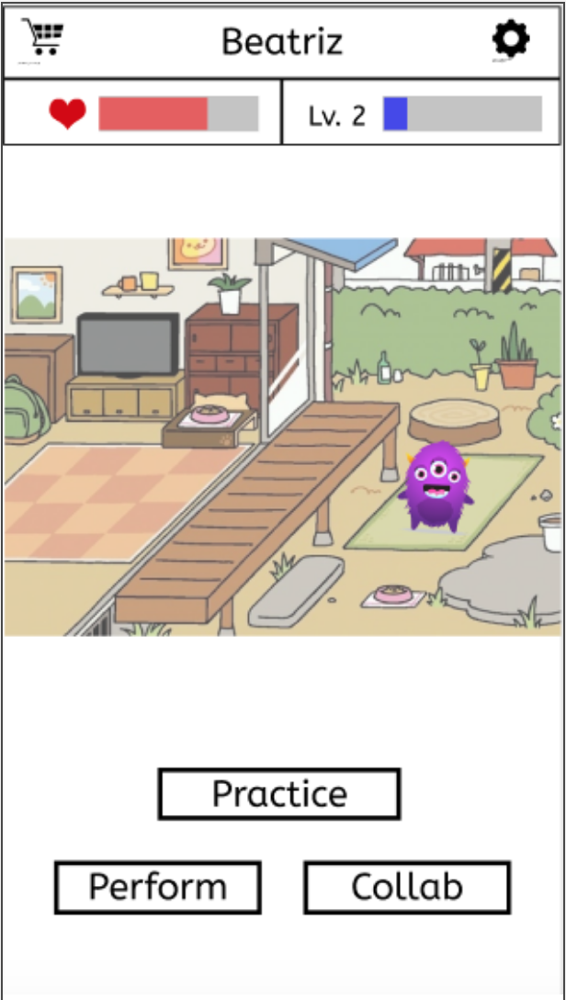 Beatriz
Lv. 2
Practice
Perform
Collab